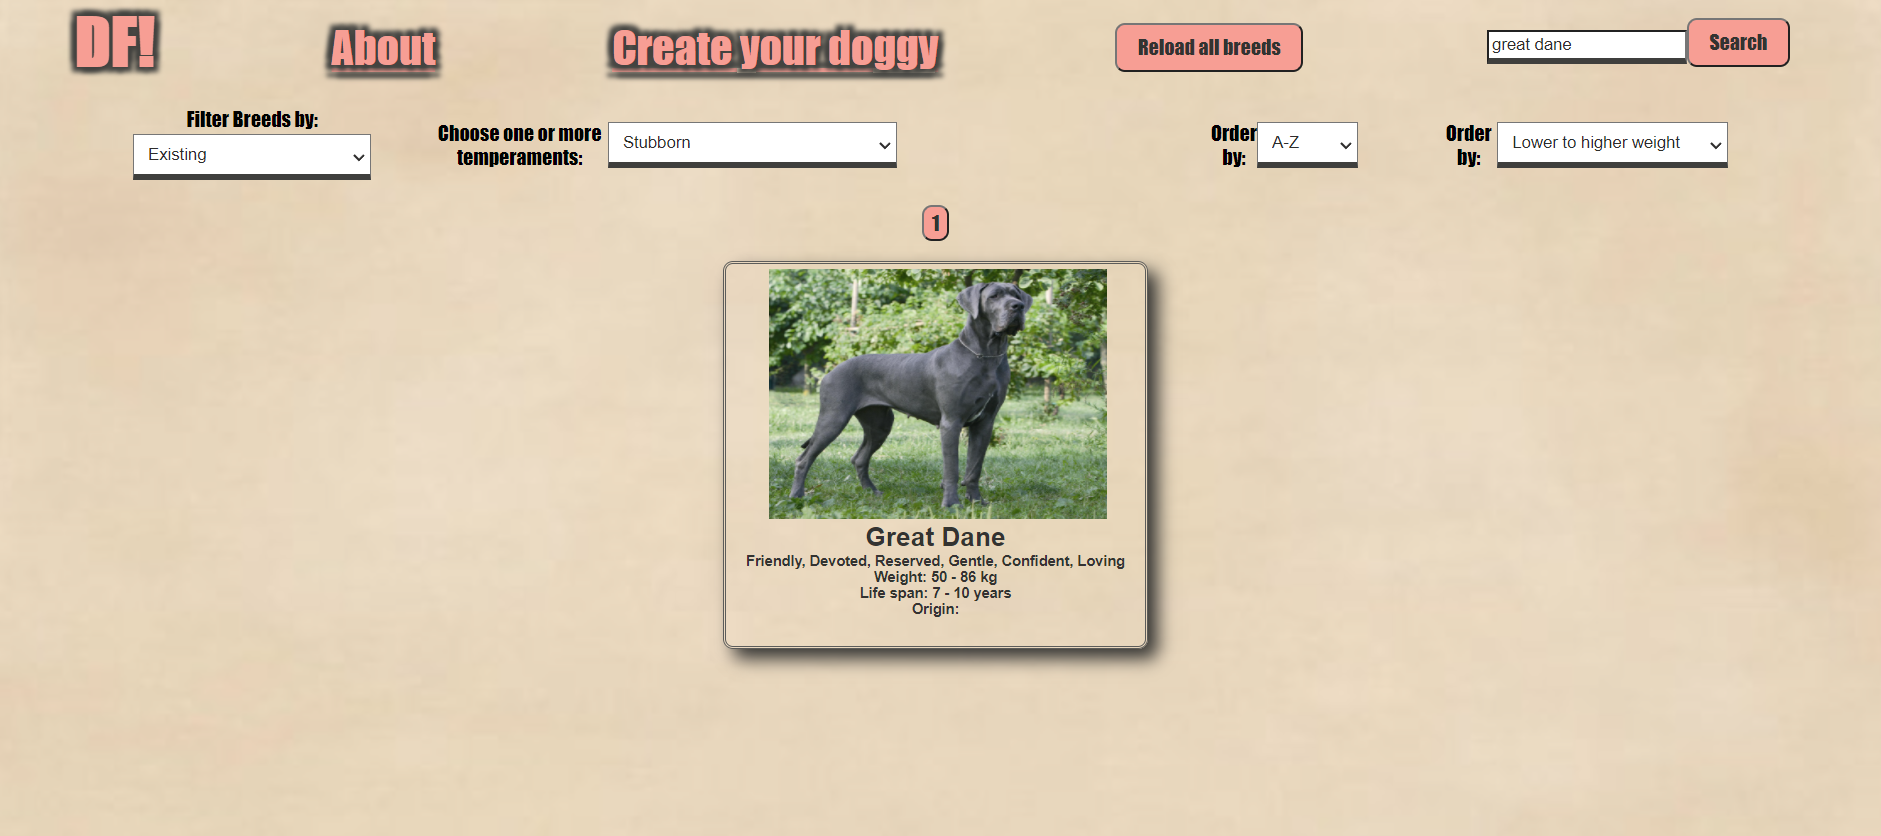 DF!
About
Create your doggy
Reload all breeds
great dane
Search
Filter Breeds by:
Existing
Choose one or more
temperaments:
Stubborn
Order
by:
A-Z
Order
by:
Lower to higher weight
1
Great Dane
Friendly, Devoted, Reserved, Gentle, Confident, Loving
Weight: 50 - 86 kg
Life span: 7 - 10 years
Origin: